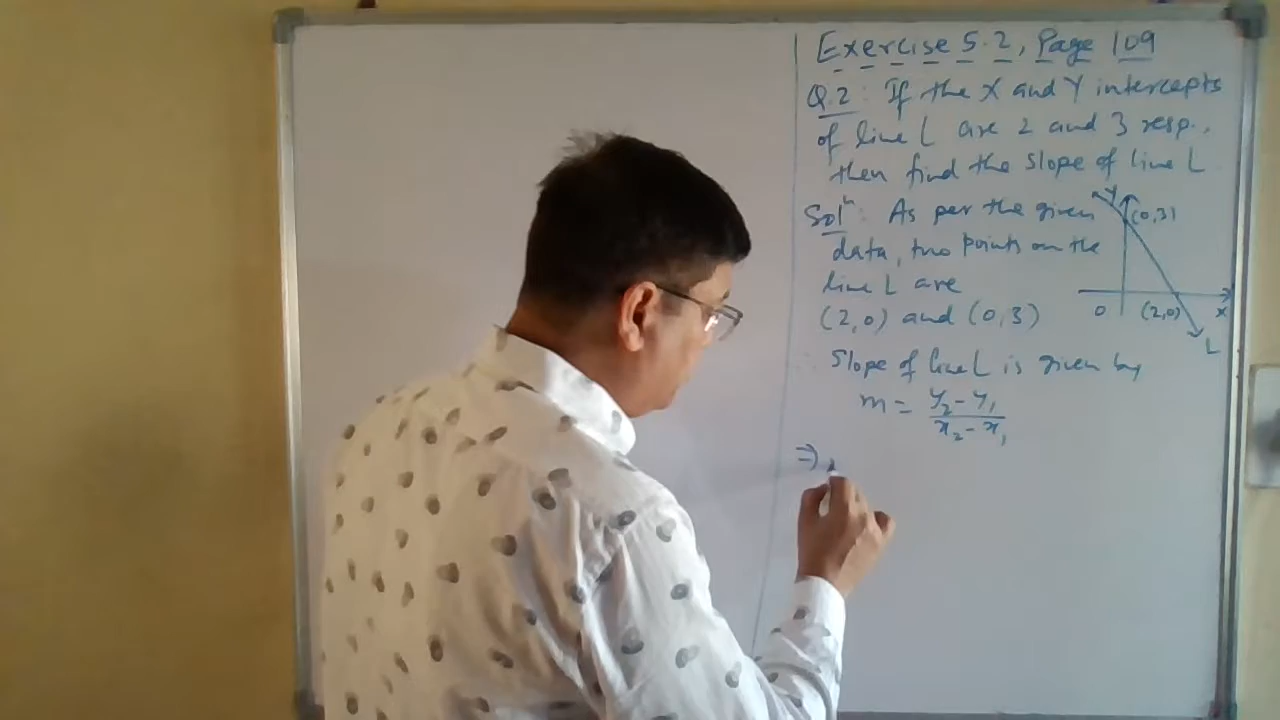 Exercise 5.2, Page 109
Q.2: If the X and Y intercepts
of line L are 2 and 3 resp.,
then find the slope of line L.
Solⁿ: As per the given
data, two points on the
line L are
(2,0) and (0,3)
Y
(0,3)
0 (2,0) X
L
Slope of line L is given by
m = y₂ - y₁ / x₂ - x₁
⇒